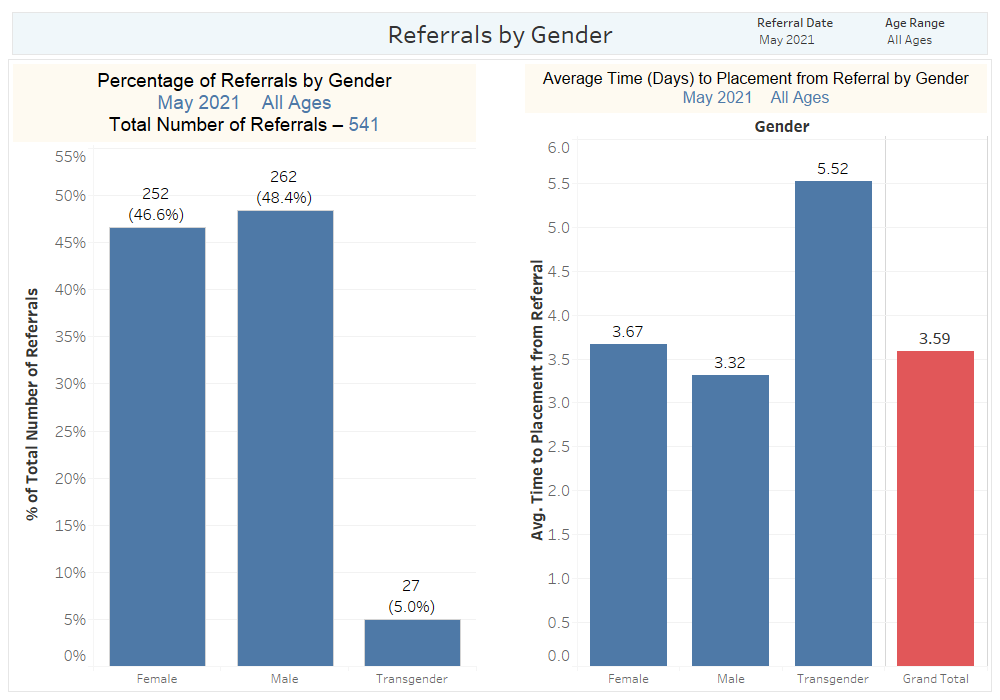 Referrals by Gender
Referral Date
May 2021
Age Range
All Ages
Percentage of Referrals by Gender
May 2021 All Ages
Total Number of Referrals – 541
% of Total Number of Referrals
55%
50%
45%
40%
35%
30%
25%
20%
15%
10%
5%
0%
252
(46.6%)
262
(48.4%)
27
(5.0%)
Female
Male
Transgender
Average Time (Days) to Placement from Referral by Gender
May 2021 All Ages
Gender
Avg. Time to Placement from Referral
6.0
5.5
5.0
4.5
4.0
3.5
3.0
2.5
2.0
1.5
1.0
0.5
0.0
3.67
3.32
5.52
3.59
Female
Male
Transgender
Grand Total